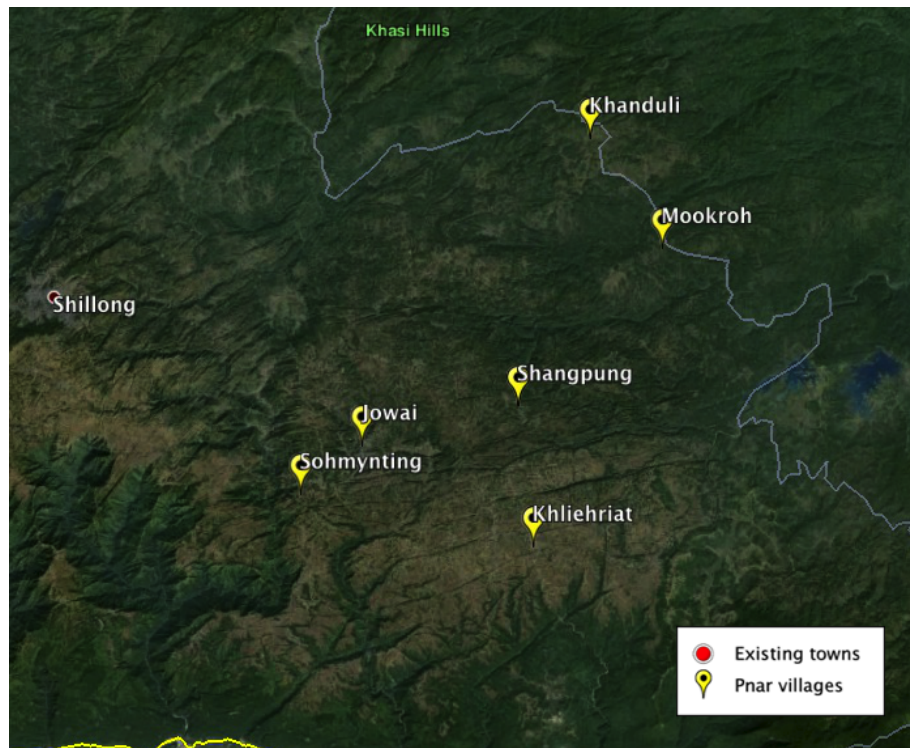 Khasi Hills
Khanduli
Mookroh
Shillong
Shangpung
Jowai
Sohmynting
Khliehriat
Existing towns
Pnar villages